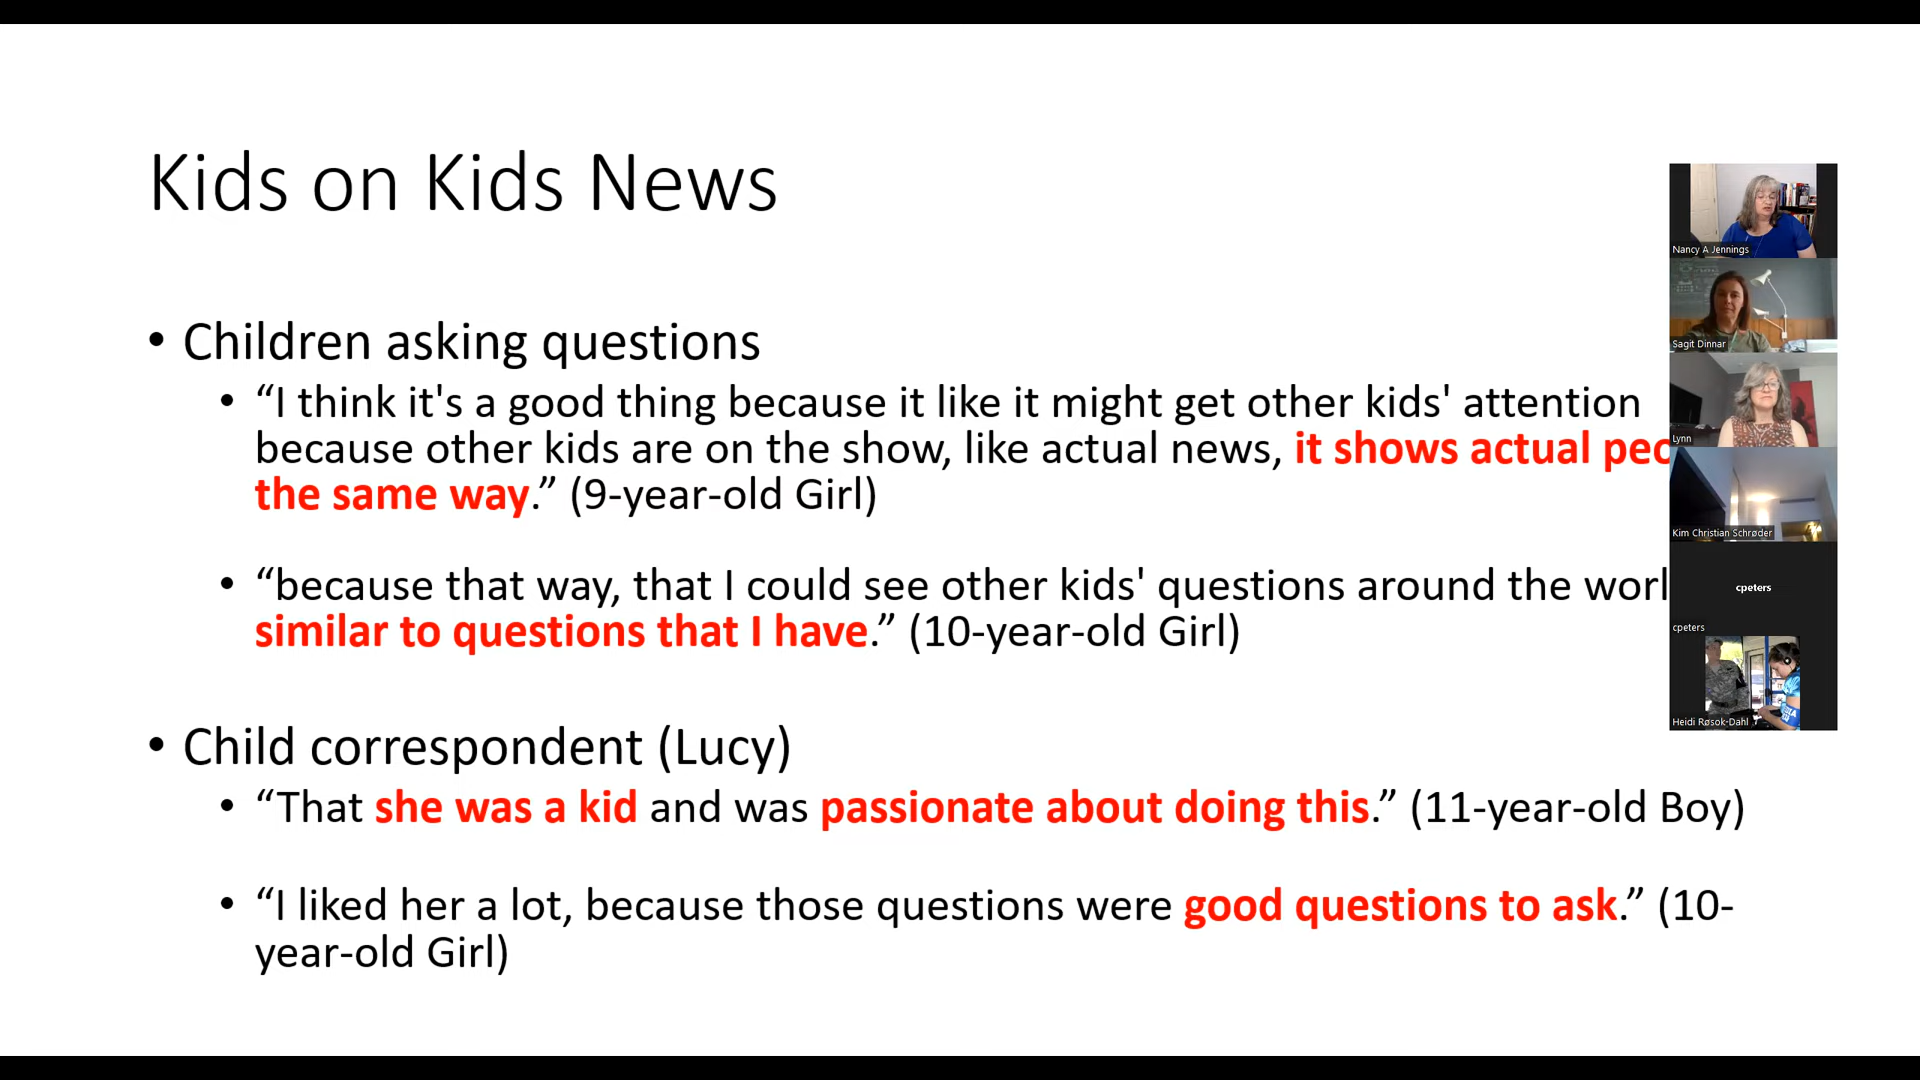 Kids on Kids News
• Children asking questions
• “I think it's a good thing because it like it might get other kids' attention
because other kids are on the show, like actual news, it shows actual
the same way.” (9-year-old Girl)
• “because that way, that I could see other kids' questions around the
similar to questions that I have.” (10-year-old Girl)
• Child correspondent (Lucy)
• “That she was a kid and was passionate about doing this.” (11-year-old Boy)
• “I liked her a lot, because those questions were good questions to ask.” (10-
year-old Girl)
Nancy A Jennings
Sagit Dinnar
Lynn
Kim Christian Schrøder
cpeters
cpeters
Heidi Røsok-Dahl